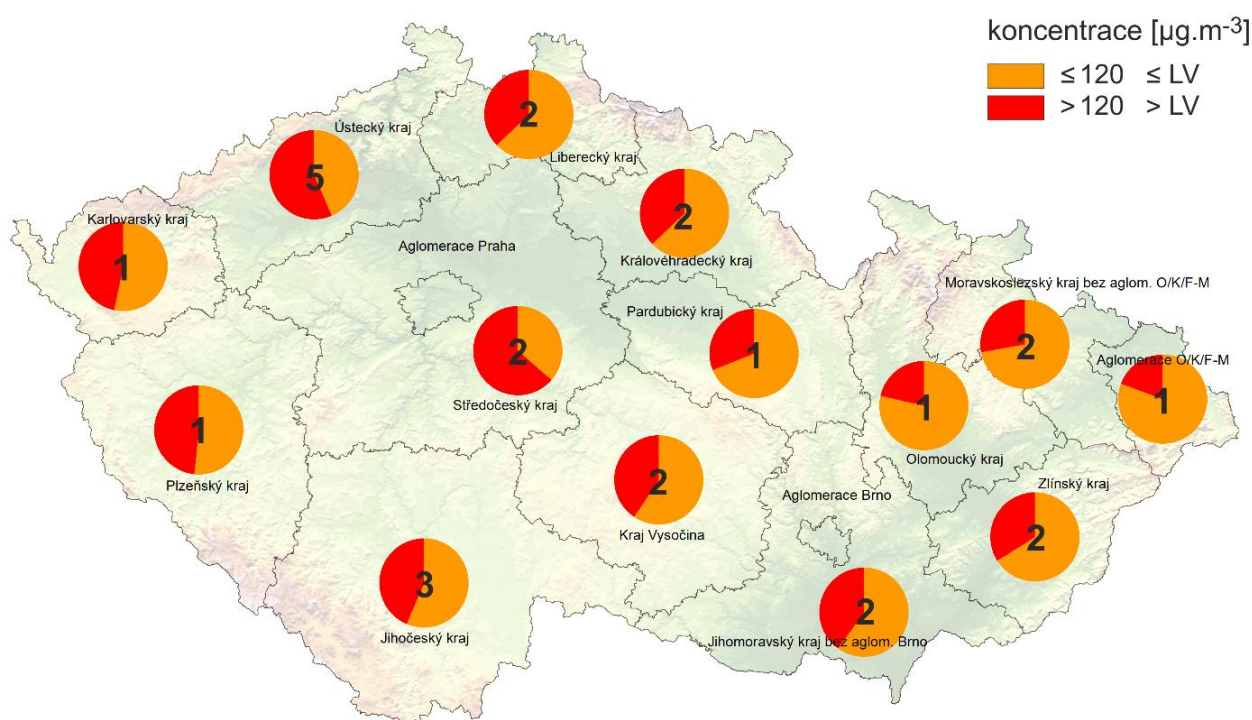 koncentrace [µg.m-3]
≤ 120 ≤ LV
> 120 > LV
2
Ústecký kraj
Liberecký kraj
5
Karlovarský kraj
2
1
Aglomerace Praha
Královéhradecký kraj
Moravskoslezský kraj bez aglom. O/K/F-M
Pardubický kraj
2
2
1
Aglomerace O/K/F-M
1
Středočeský kraj
1
1
Olomoucký kraj
Plzeňský kraj
2
Zlínský kraj
Aglomerace Brno
Kraj Vysočina
2
3
2
Jihočeský kraj
Jihomoravský kraj bez aglom. Brno